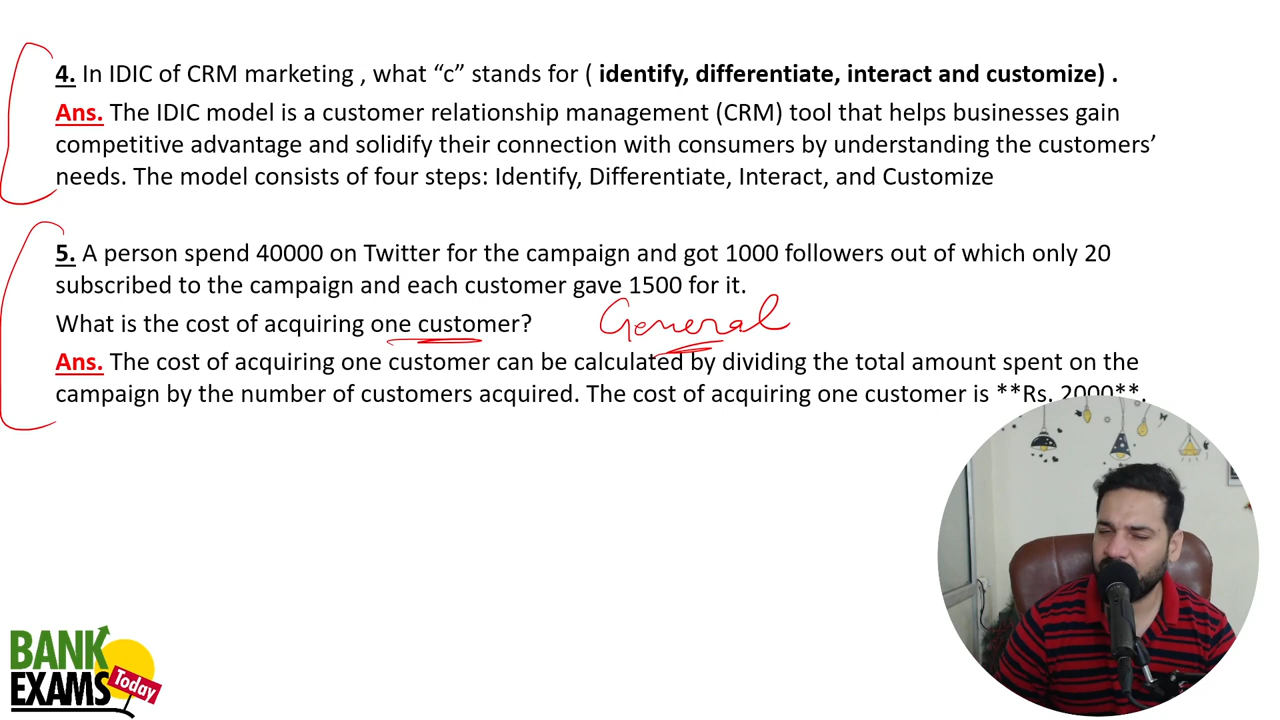 4. In IDIC of CRM marketing , what “c” stands for ( identify, differentiate, interact and customize) .
Ans. The IDIC model is a customer relationship management (CRM) tool that helps businesses gain
competitive advantage and solidify their connection with consumers by understanding the customers’
needs. The model consists of four steps: Identify, Differentiate, Interact, and Customize
5. A person spend 40000 on Twitter for the campaign and got 1000 followers out of which only 20
subscribed to the campaign and each customer gave 1500 for it.
What is the cost of acquiring one customer?
General
Ans. The cost of acquiring one customer can be calculated by dividing the total amount spent on the
campaign by the number of customers acquired. The cost of acquiring one customer is **Rs. 2000**.
BANK
EXAMS
Today